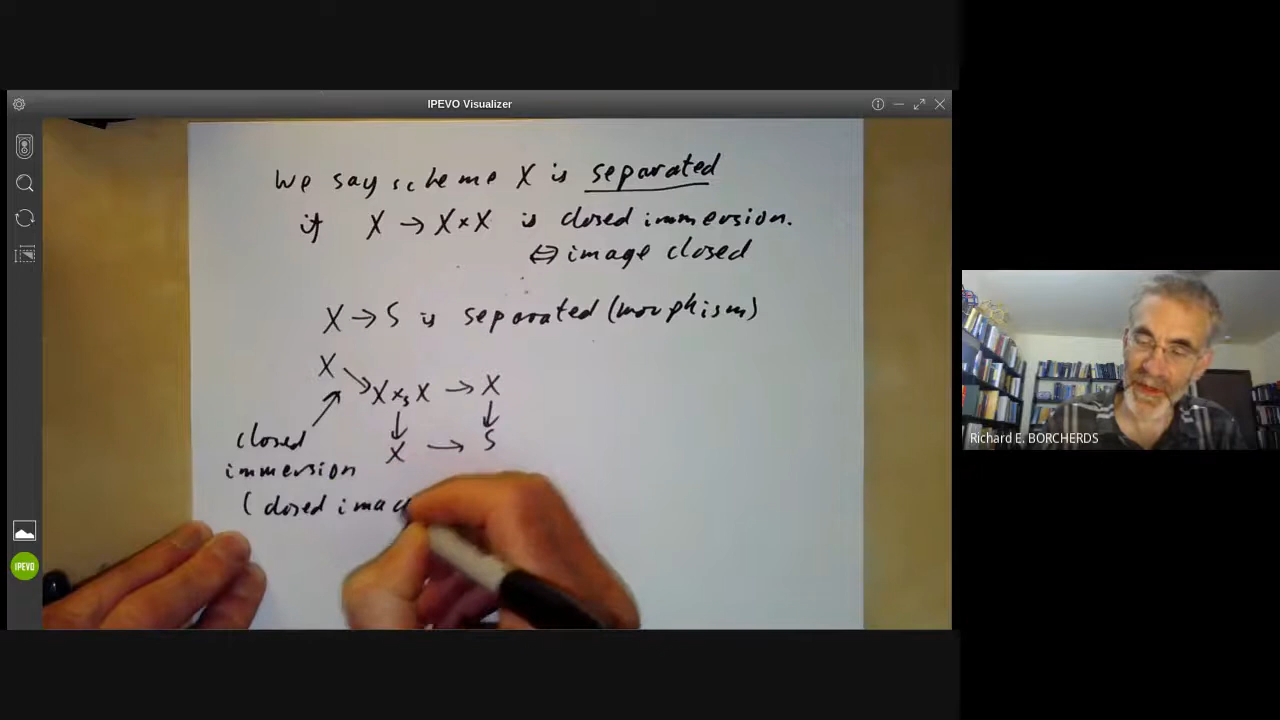 IPEVO Visualizer
We say scheme X is separated
if X → X × X is closed immersion.
⇔ image closed
X → S is separated (morphism)
X
X ×ₛ X → X
closed
X → S
immersion
(closed imag
Richard E. BORCHERDS
IPEVO